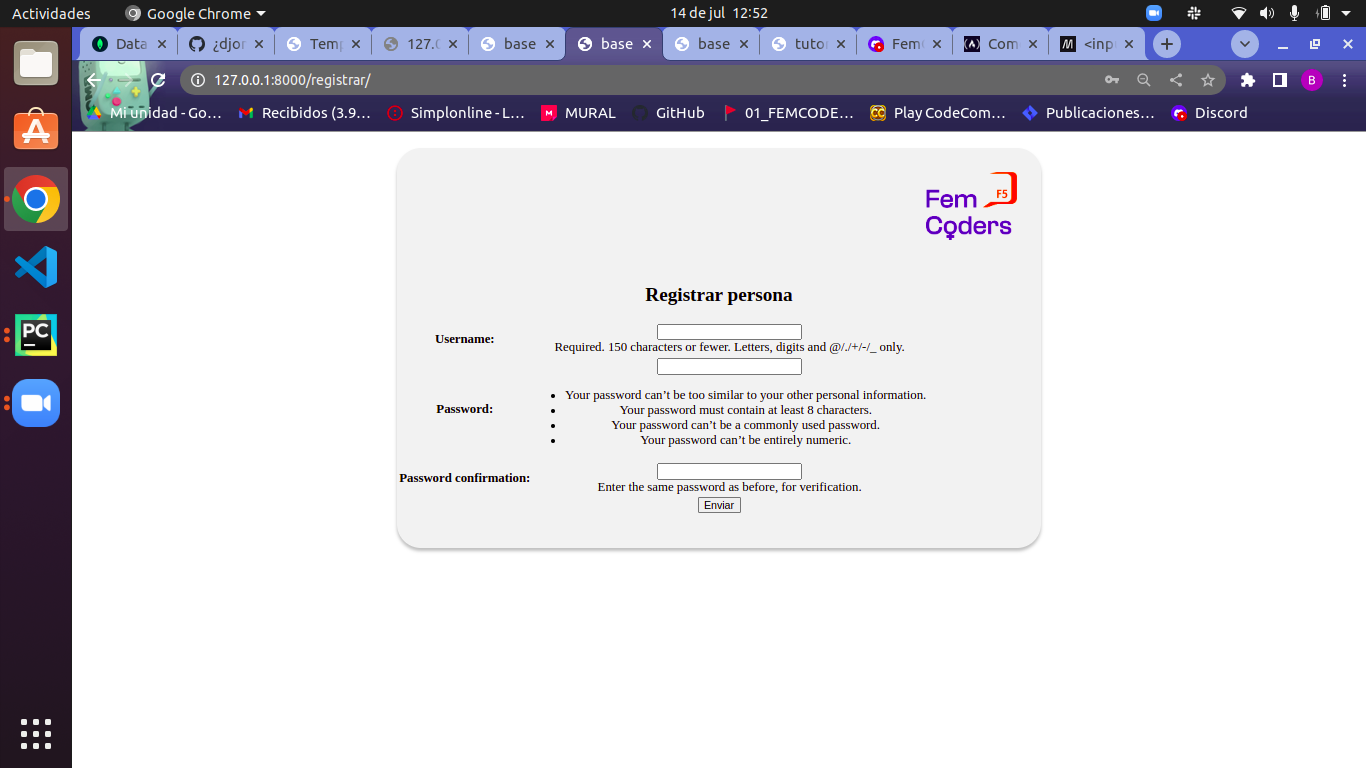 Actividades
Google Chrome
14 de jul 12:52
Data
¿djor
Temp
127.0
base
base
base
tutor
Fem
Com
M
<inp
127.0.0.1:8000/registrar/
B
Mi unidad - Go…
Recibidos (3.9…
Simplonline - L…
MURAL
GitHub
01_FEMCODE…
Play CodeCom…
Publicaciones…
Discord
Fem F5
Coders
Registrar persona
Username:
Required. 150 characters or fewer. Letters, digits and @/./+/-/_ only.
Password:
Your password can’t be too similar to your other personal information.
Your password must contain at least 8 characters.
Your password can’t be a commonly used password.
Your password can’t be entirely numeric.
Password confirmation:
Enter the same password as before, for verification.
Enviar
PC